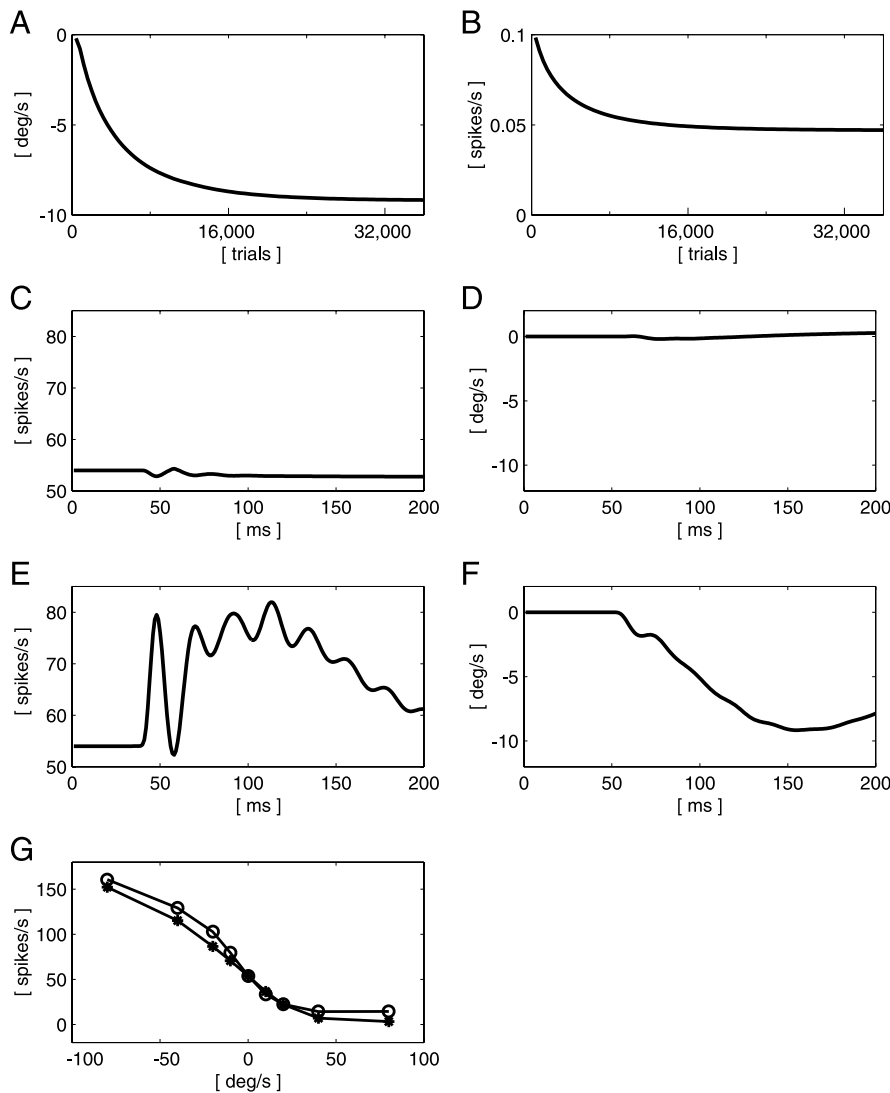 A
0
-5
-10
[ deg/s ]
0
16,000
32,000
[ trials ]
B
0.1
0.05
0
[ spikes/s ]
0
16,000
32,000
[ trials ]
C
80
70
60
50
[ spikes/s ]
0
50
100
150
200
[ ms ]
D
0
-5
-10
[ deg/s ]
0
50
100
150
200
[ ms ]
E
80
70
60
50
[ spikes/s ]
0
50
100
150
200
[ ms ]
F
0
-5
-10
[ deg/s ]
0
50
100
150
200
[ ms ]
G
150
100
50
0
[ spikes/s ]
-100
-50
0
50
100
[ deg/s ]